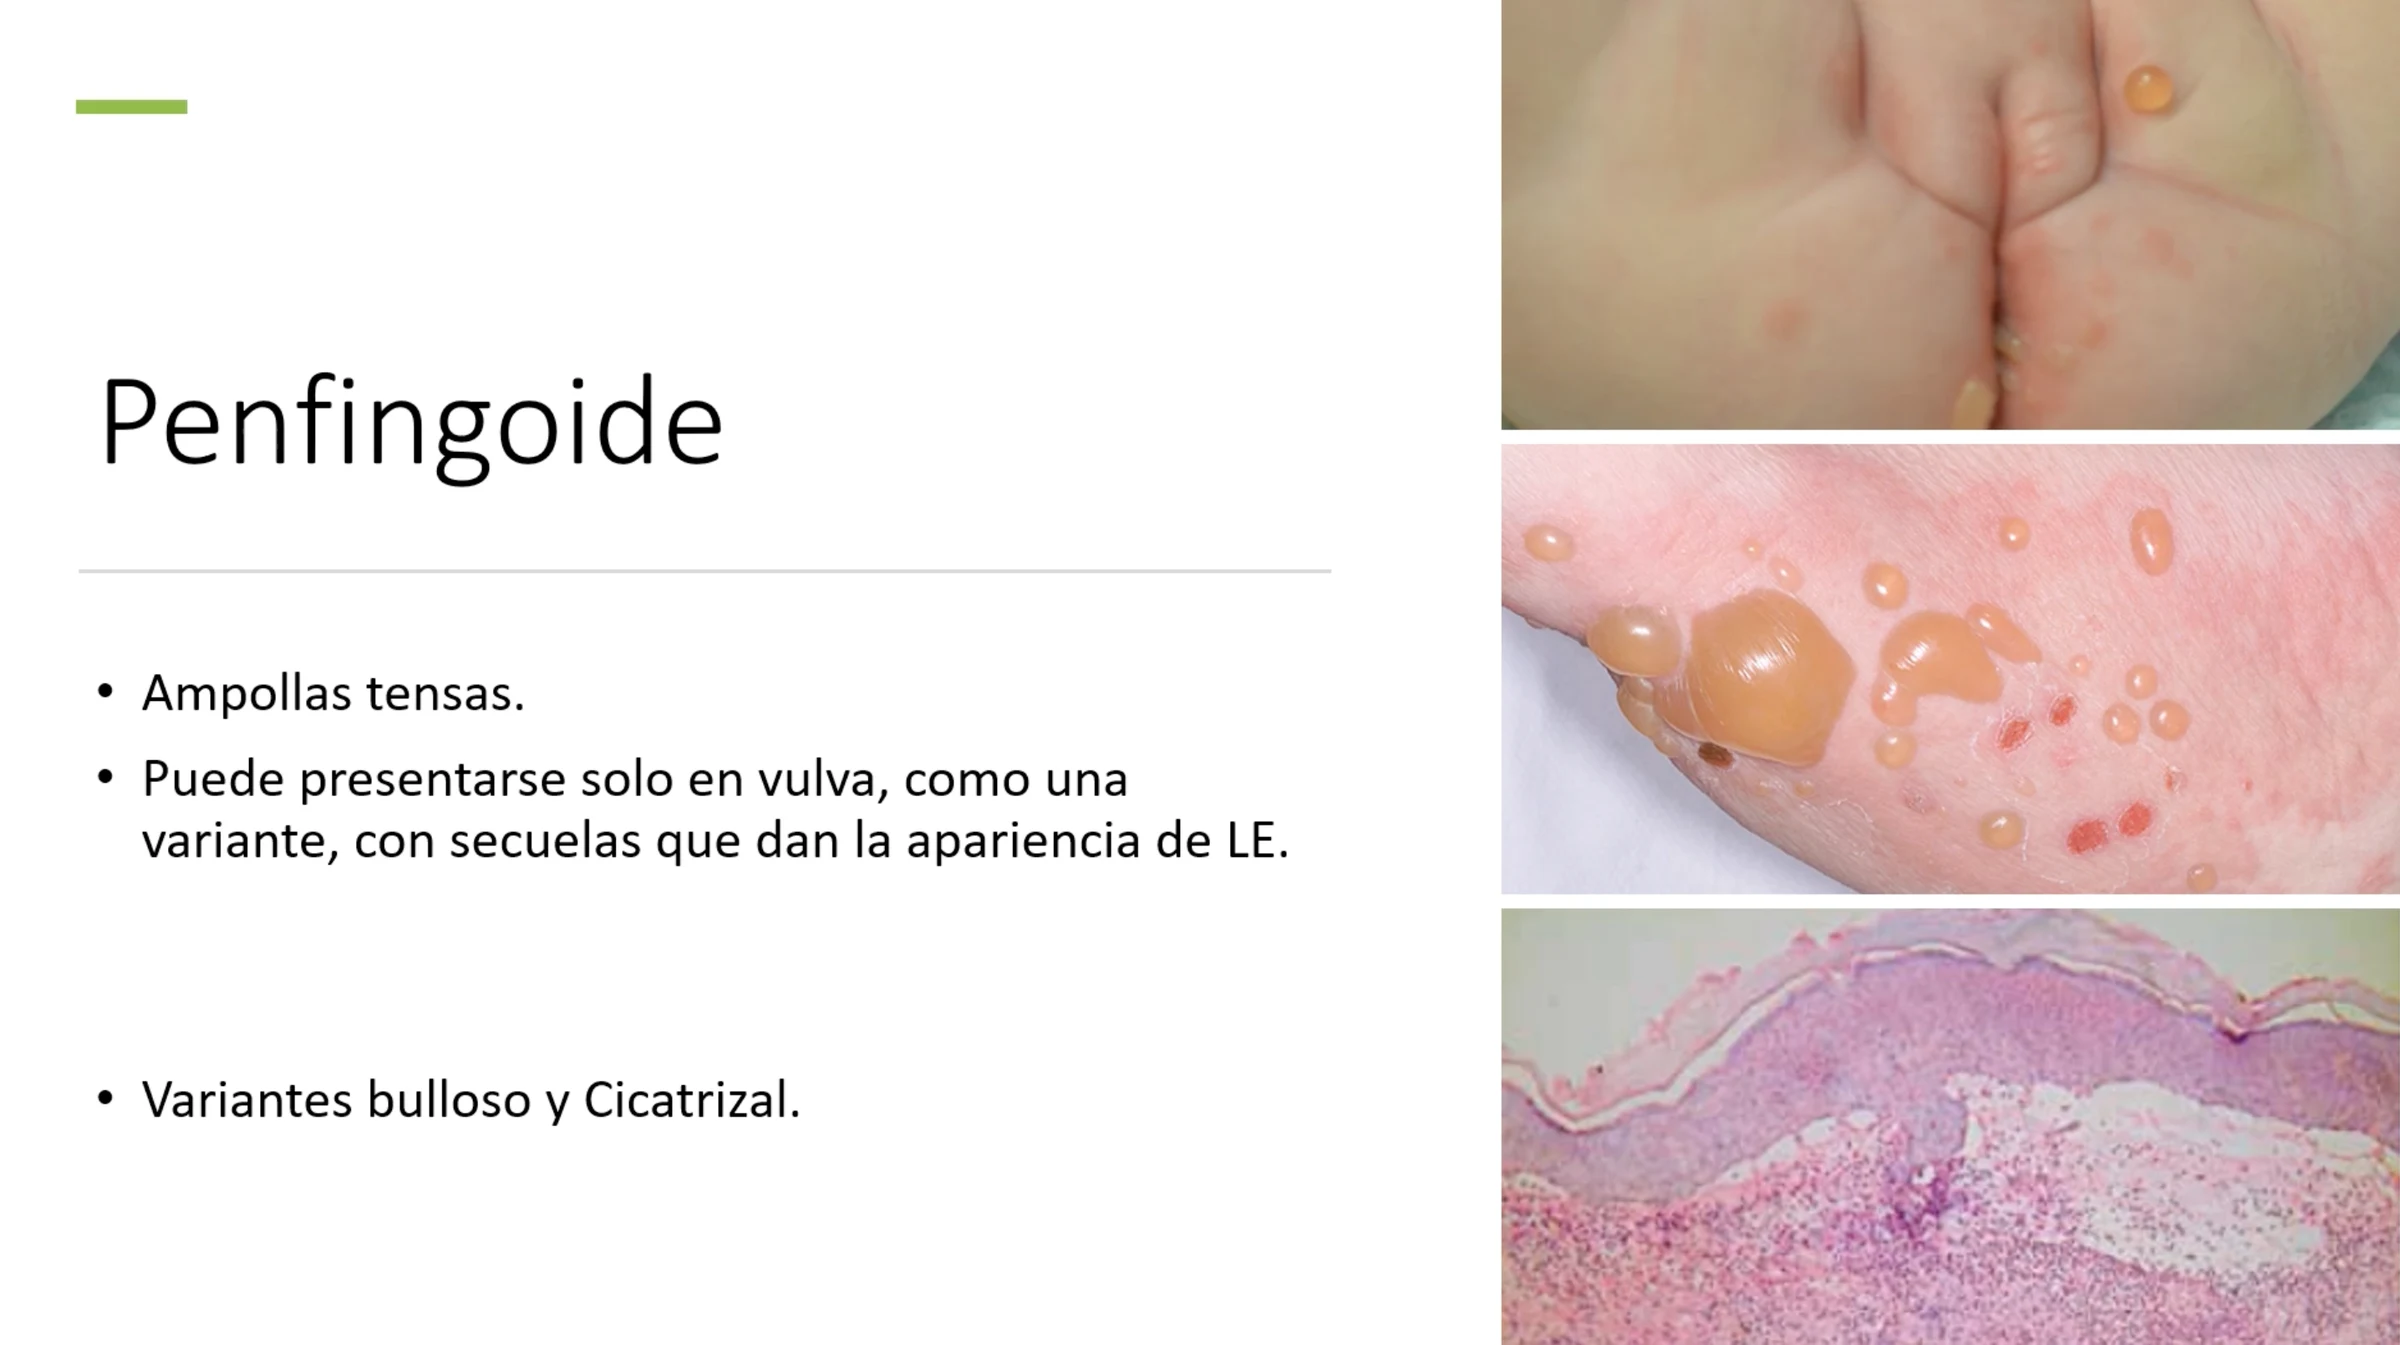 Penfingoide
• Ampollas tensas.
• Puede presentarse solo en vulva, como una
variante, con secuelas que dan la apariencia de LE.
• Variantes bulloso y Cicatrizal.